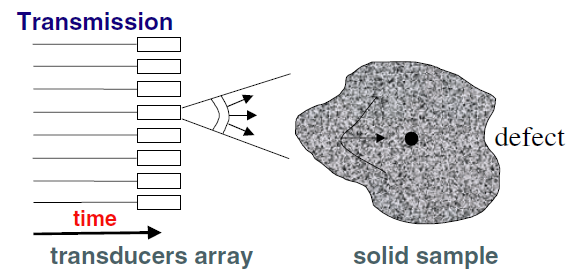 Transmission
defect
time
transducers array
solid sample